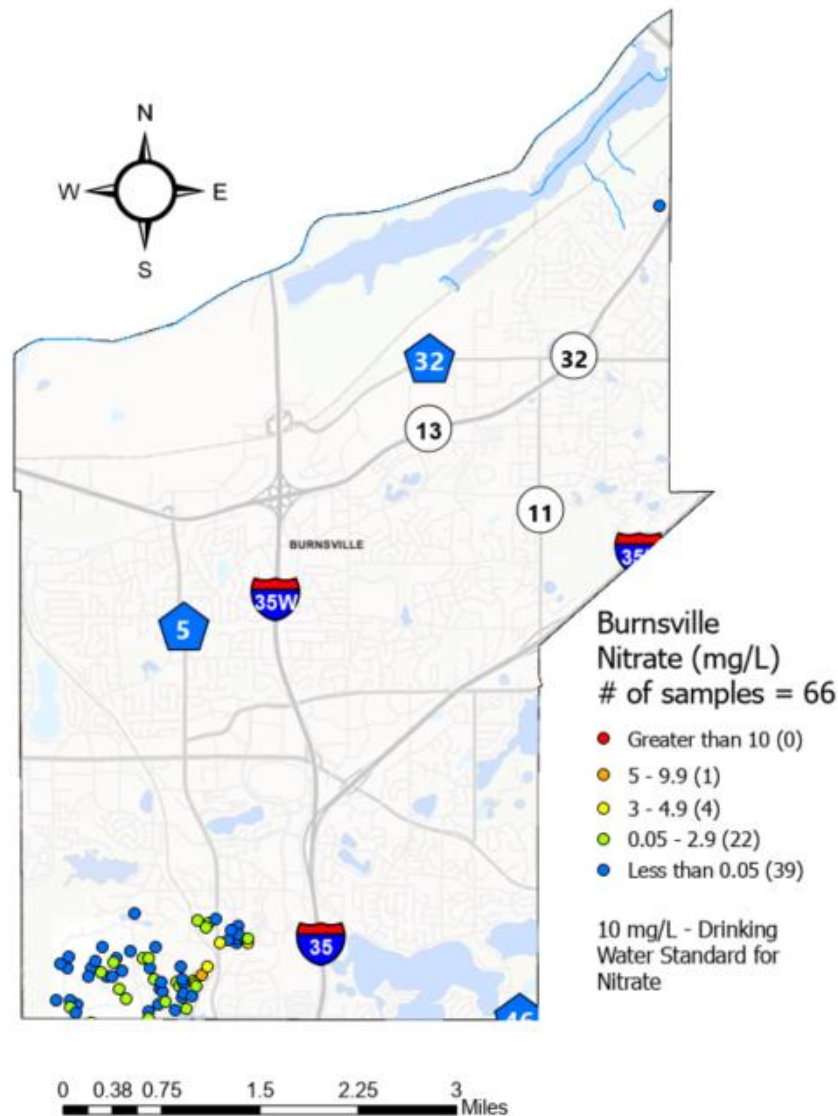 N
W E
S
32
32
13
11
BURNSVILLE
35W
5
Burnsville
Nitrate (mg/L)
# of samples = 66
Greater than 10 (0)
5 - 9.9 (1)
3 - 4.9 (4)
0.05 - 2.9 (22)
Less than 0.05 (39)
10 mg/L - Drinking
Water Standard for
Nitrate
35
0 0.38 0.75 1.5 2.25 3
Miles